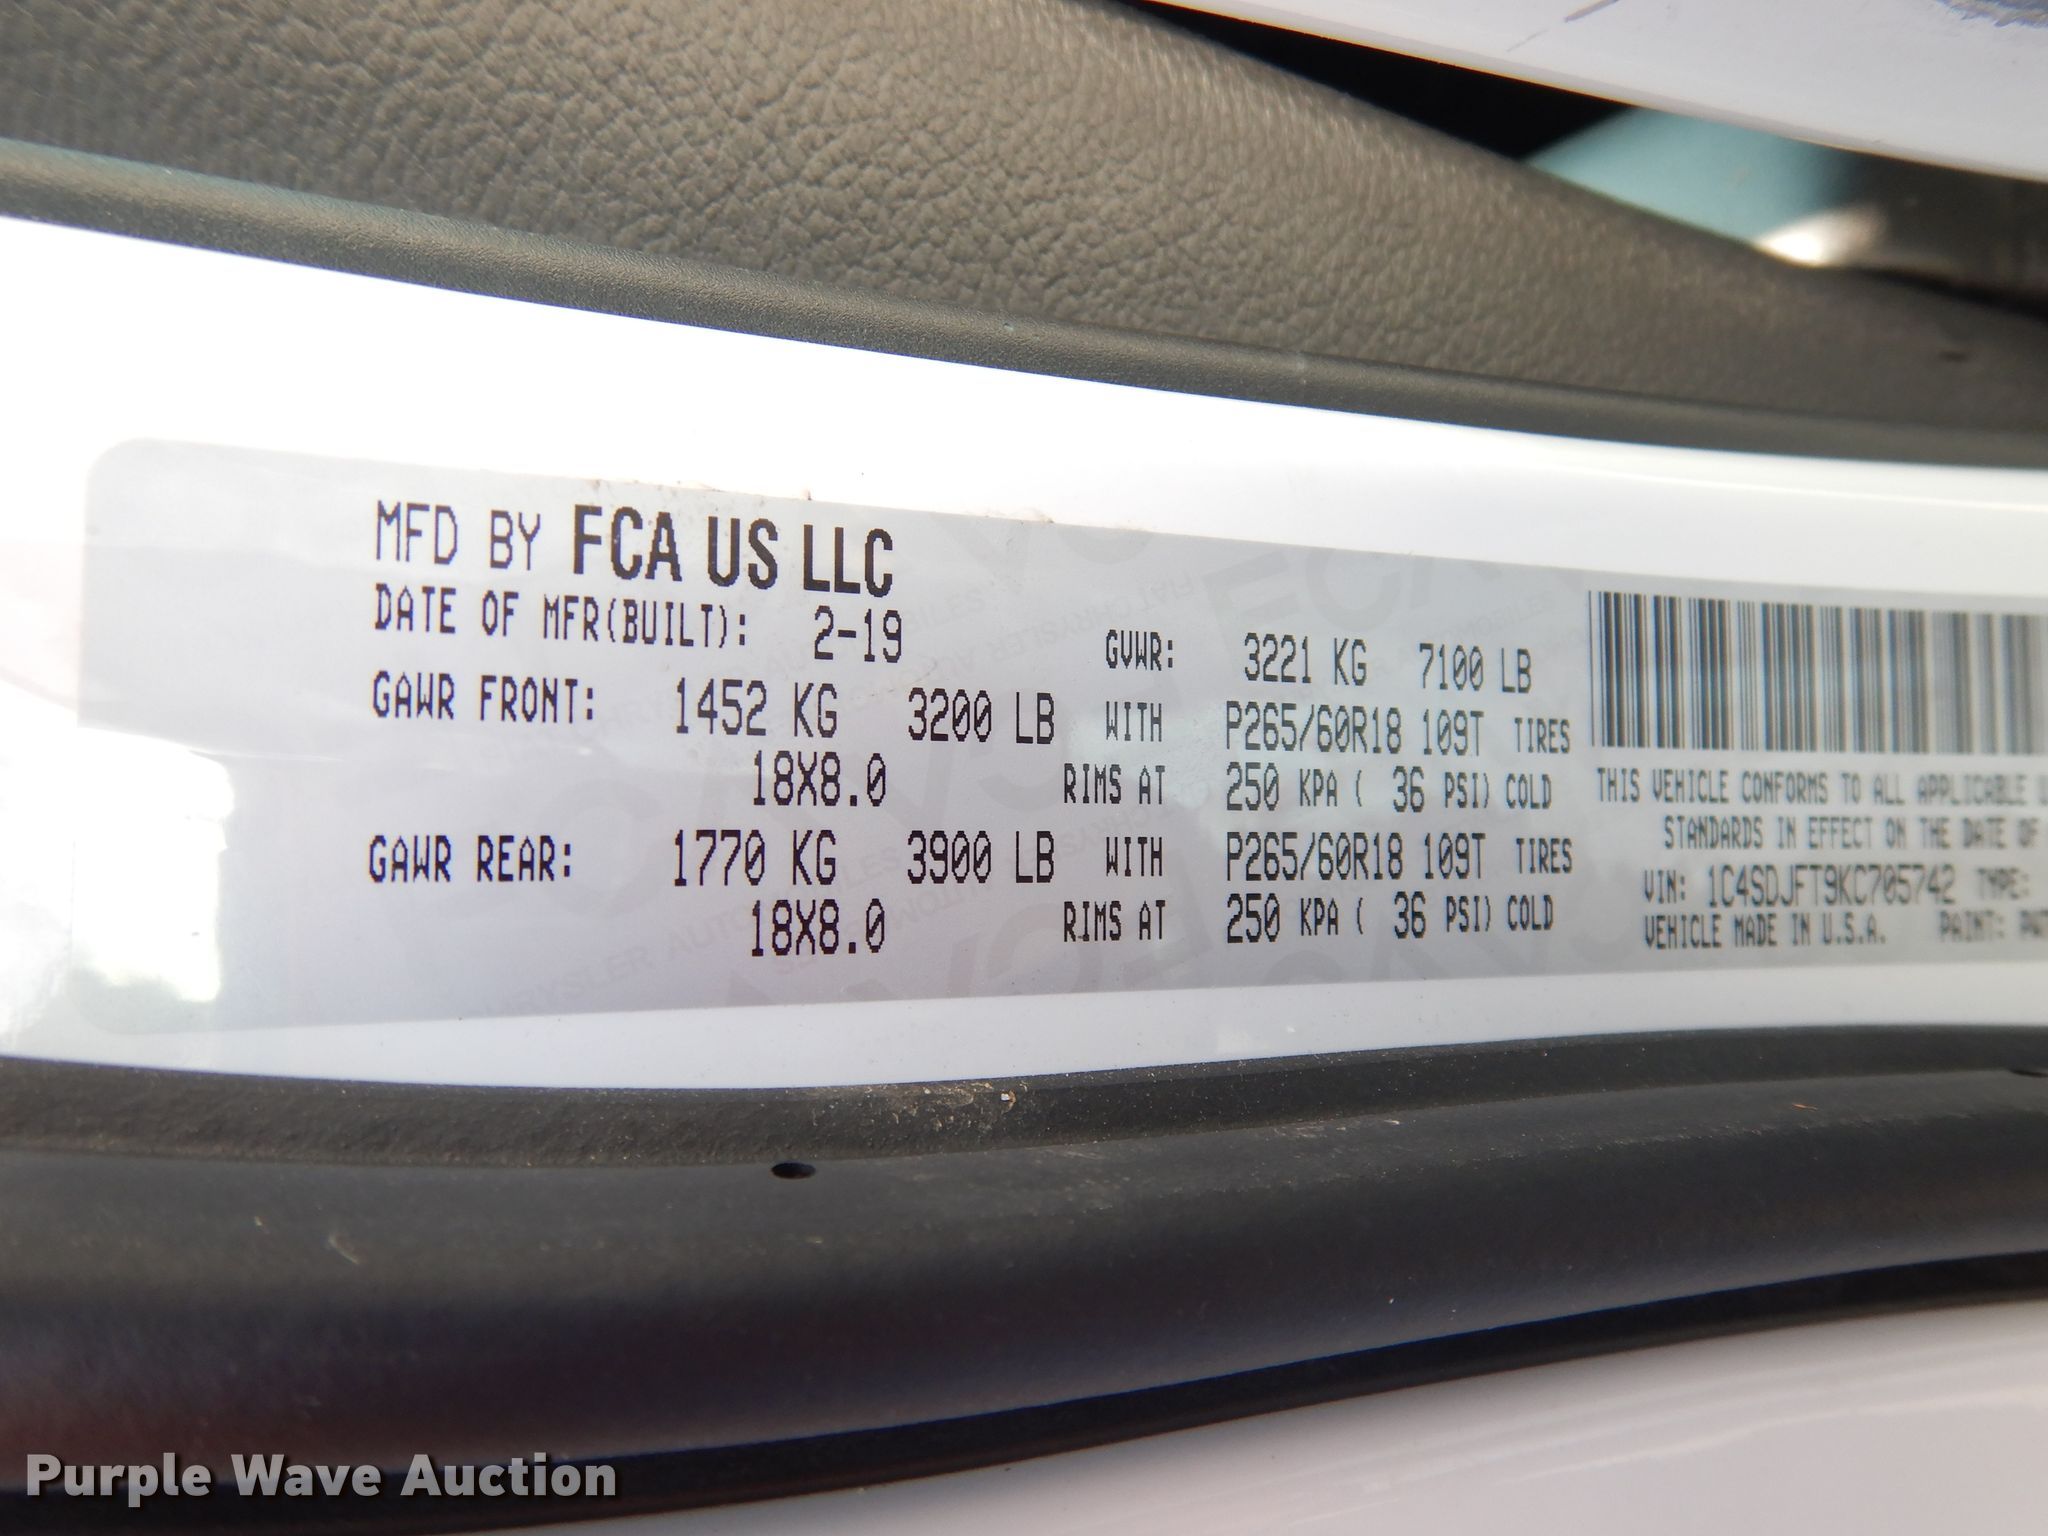 MFD BY FCA US LLC
DATE OF MFR(BUILT): 2-19 GVWR: 3221 KG 7100 LB
GAWR FRONT: 1452 KG 3200 LB WITH P265/60R18 109T TIRES
18X8.0 RIMS AT 250 KPA ( 36 PSI) COLD
GAWR REAR: 1770 KG 3900 LB WITH P265/60R18 109T TIRES
18X8.0 RIMS AT 250 KPA ( 36 PSI) COLD
THIS VEHICLE CONFORMS TO ALL APPLICABLE
STANDARDS IN EFFECT ON THE DATE OF
VIN: 1C4SDJFT9KC705742 TYPE:
VEHICLE MADE IN U.S.A. PAINT:
Purple Wave Auction